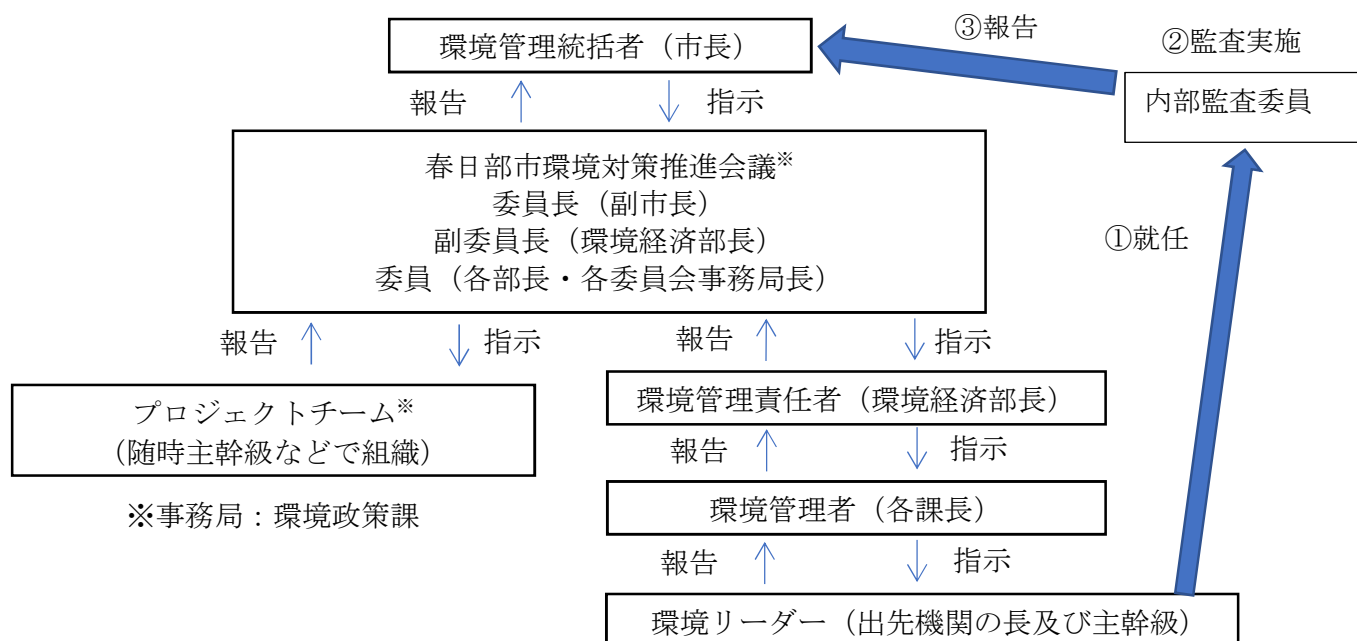 環境管理統括者（市長）
③報告
②監査実施
内部監査委員
報告
指示
春日部市環境対策推進会議※
委員長（副市長）
副委員長（環境経済部長）
委員（各部長・各委員会事務局長）
①就任
報告
指示
報告
指示
プロジェクトチーム※
（随時主幹級などで組織）
※事務局：環境政策課
環境管理責任者（環境経済部長）
報告
指示
環境管理者（各課長）
報告
指示
環境リーダー（出先機関の長及び主幹級）